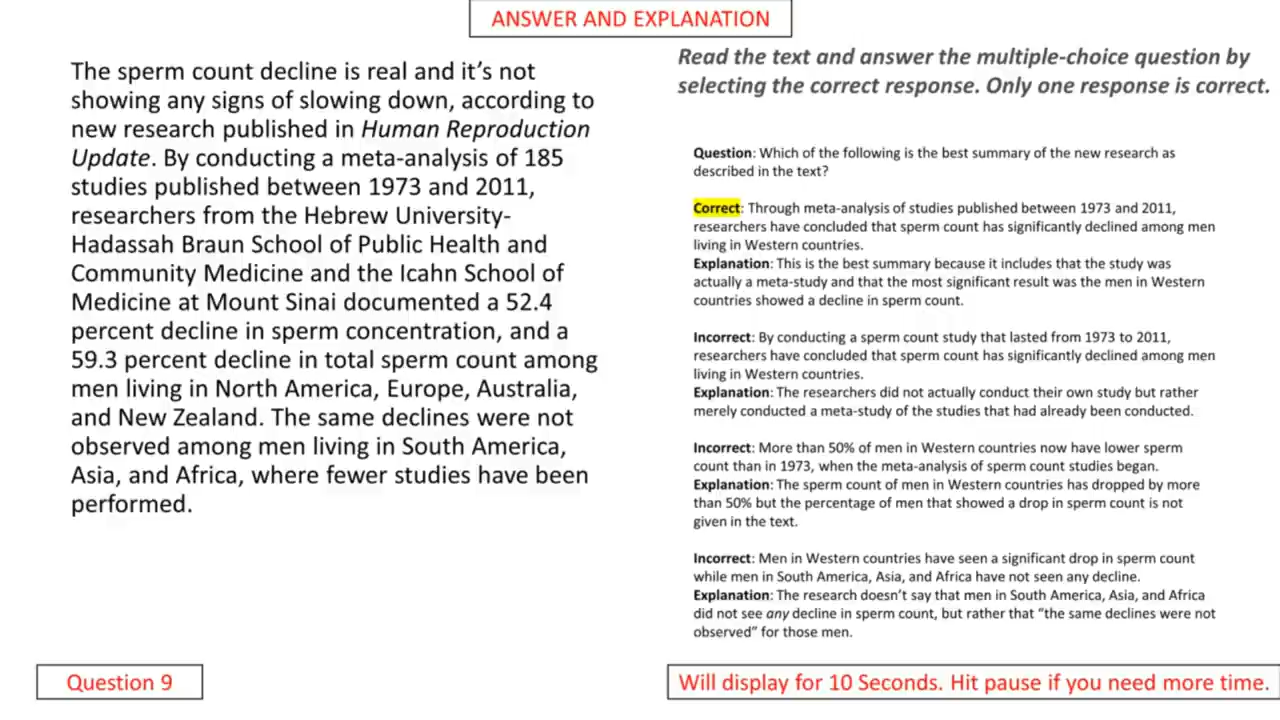 ANSWER AND EXPLANATION
The sperm count decline is real and it's not
showing any signs of slowing down, according to
new research published in Human Reproduction
Update. By conducting a meta-analysis of 185
studies published between 1973 and 2011,
researchers from the Hebrew University-
Hadassah Braun School of Public Health and
Community Medicine and the Icahn School of
Medicine at Mount Sinai documented a 52.4
percent decline in sperm concentration, and a
59.3 percent decline in total sperm count among
men living in North America, Europe, Australia,
and New Zealand. The same declines were not
observed among men living in South America,
Asia, and Africa, where fewer studies have been
performed.
Read the text and answer the multiple-choice question by
selecting the correct response. Only one response is correct.
Question: Which of the following is the best summary of the new research as
described in the text?
Correct: Through meta-analysis of studies published between 1973 and 2011,
researchers have concluded that sperm count has significantly declined among men
living in Western countries.
Explanation: This is the best summary because it includes that the study was
actually a meta-study and that the most significant result was the men in Western
countries showed a decline in sperm count.
Incorrect: By conducting a sperm count study that lasted from 1973 to 2011,
researchers have concluded that sperm count has significantly declined among men
living in Western countries.
Explanation: The researchers did not actually conduct their own study but rather
merely conducted a meta-study of the studies that had already been conducted.
Incorrect: More than 50% of men in Western countries now have lower sperm
count than in 1973, when the meta-analysis of sperm count studies began.
Explanation: The sperm count of men in Western countries has dropped by more
than 50% but the percentage of men that showed a drop in sperm count is not
given in the text.
Incorrect: Men in Western countries have seen a significant drop in sperm count
while men in South America, Asia, and Africa have not seen any decline.
Explanation: The research doesn't say that men in South America, Asia, and Africa
did not see any decline in sperm count, but rather that “the same declines were not
observed” for those men.
Question 9
Will display for 10 Seconds. Hit pause if you need more time.